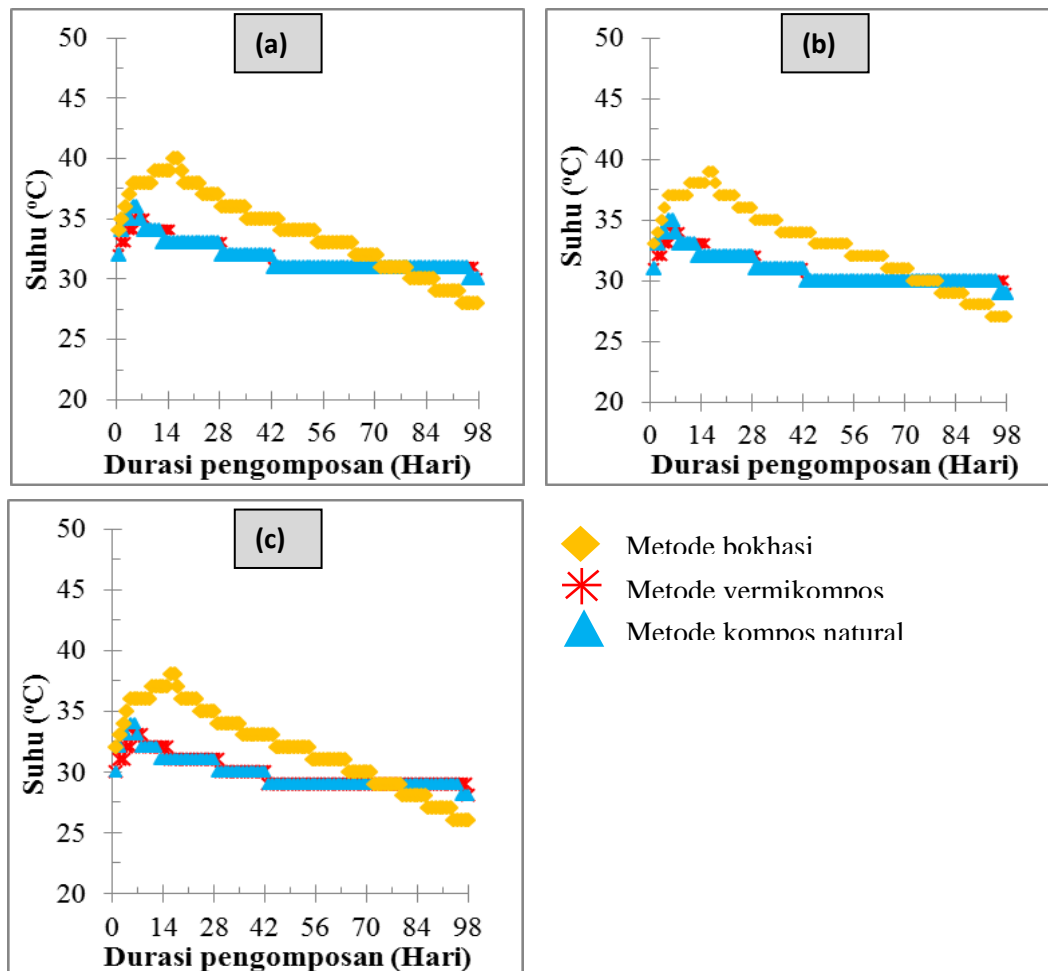 (a)
50
45
40
35
30
25
20
Suhu (°C)
0 14 28 42 56 70 84 98
Durasi pengomposan (Hari)
(b)
50
45
40
35
30
25
20
Suhu (°C)
0 14 28 42 56 70 84 98
Durasi pengomposan (Hari)
(c)
50
45
40
35
30
25
20
Suhu (°C)
0 14 28 42 56 70 84 98
Durasi pengomposan (Hari)
Metode bokhasi
Metode vermikompos
Metode kompos natural